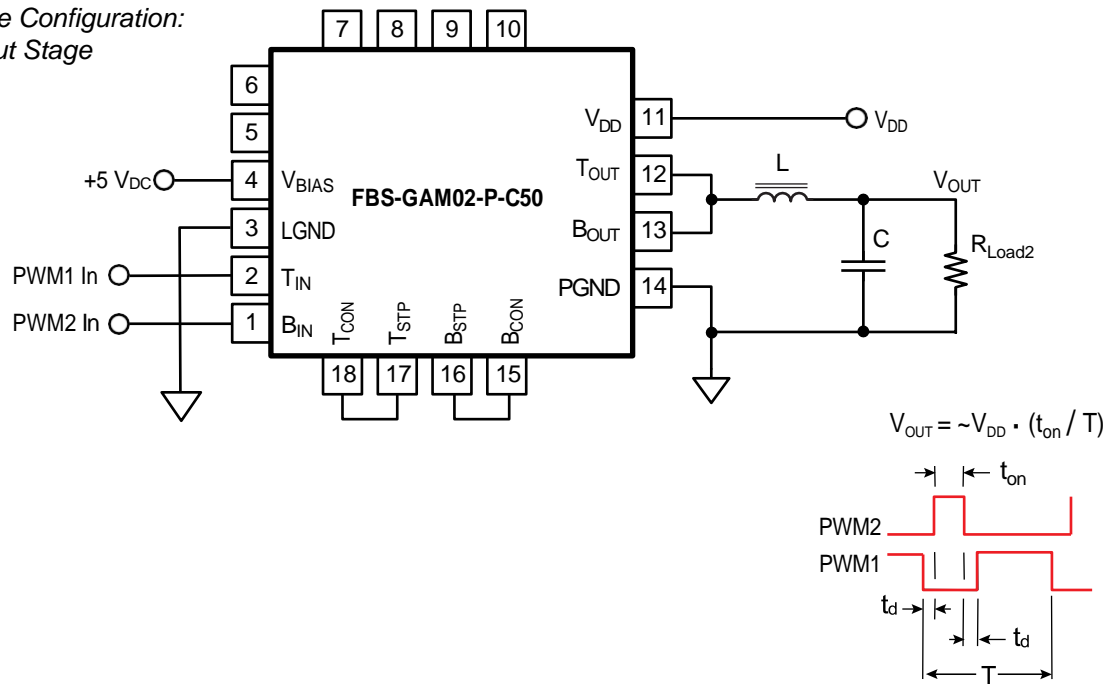 e Configuration:
ut Stage
7 8 9 10
6
5
4
3
2
1
+5 VDC
PWM1 In
PWM2 In
VBIAS
LGND
TIN
BIN
FBS-GAM02-P-C50
VDD
TOUT
BOUT
PGND
11
12
13
14
TCON TSTP BSTP BCON
18 17 16 15
VDD
L
VOUT
C
RLoad2
VOUT = ~VDD · (ton / T)
ton
PWM2
PWM1
td
td
T